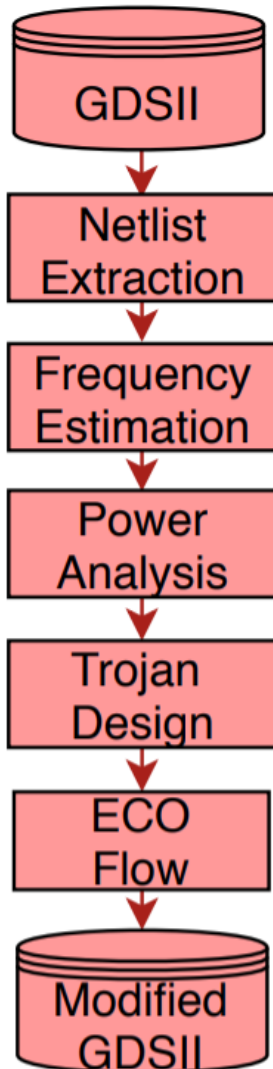 GDSII
Netlist
Extraction
Frequency
Estimation
Power
Analysis
Trojan
Design
ECO
Flow
Modified
GDSII